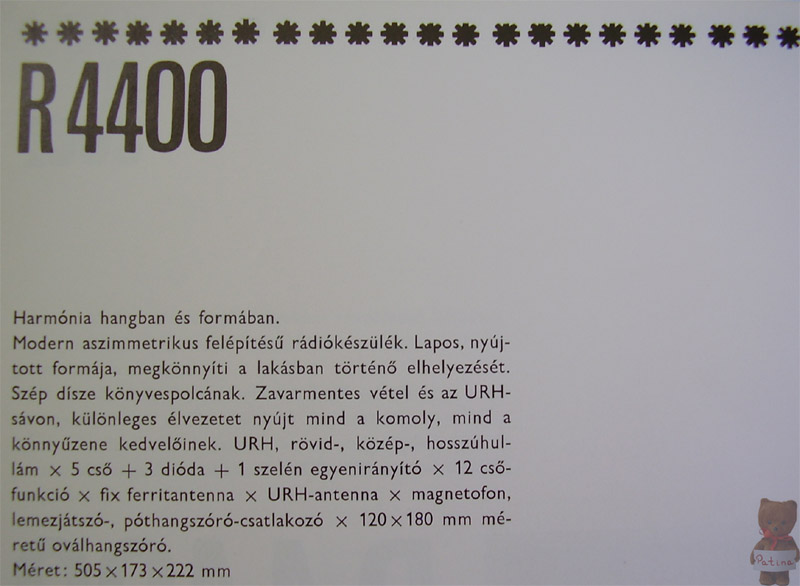 R 4400
Harmónia hangban és formában.
Modern aszimmetrikus felépítésű rádiókészülék. Lapos, nyúj-
tott formája, megkönnyíti a lakásban történő elhelyezését.
Szép dísze könyvespolcának. Zavarmentes vétel és az URH-
sávon, különleges élvezetet nyújt mind a komoly, mind a
könnyűzene kedvelőinek. URH, rövid-, közép-, hosszúhul-
lám × 5 cső + 3 dióda + 1 szelén egyenirányító × 12 cső-
funkció × fix ferritantenna × URH-antenna × magnetofon,
lemezjátszó-, póthangszóró-csatlakozó × 120×180 mm mé-
retű oválhangszóró.
Méret: 505×173×222 mm
Patina